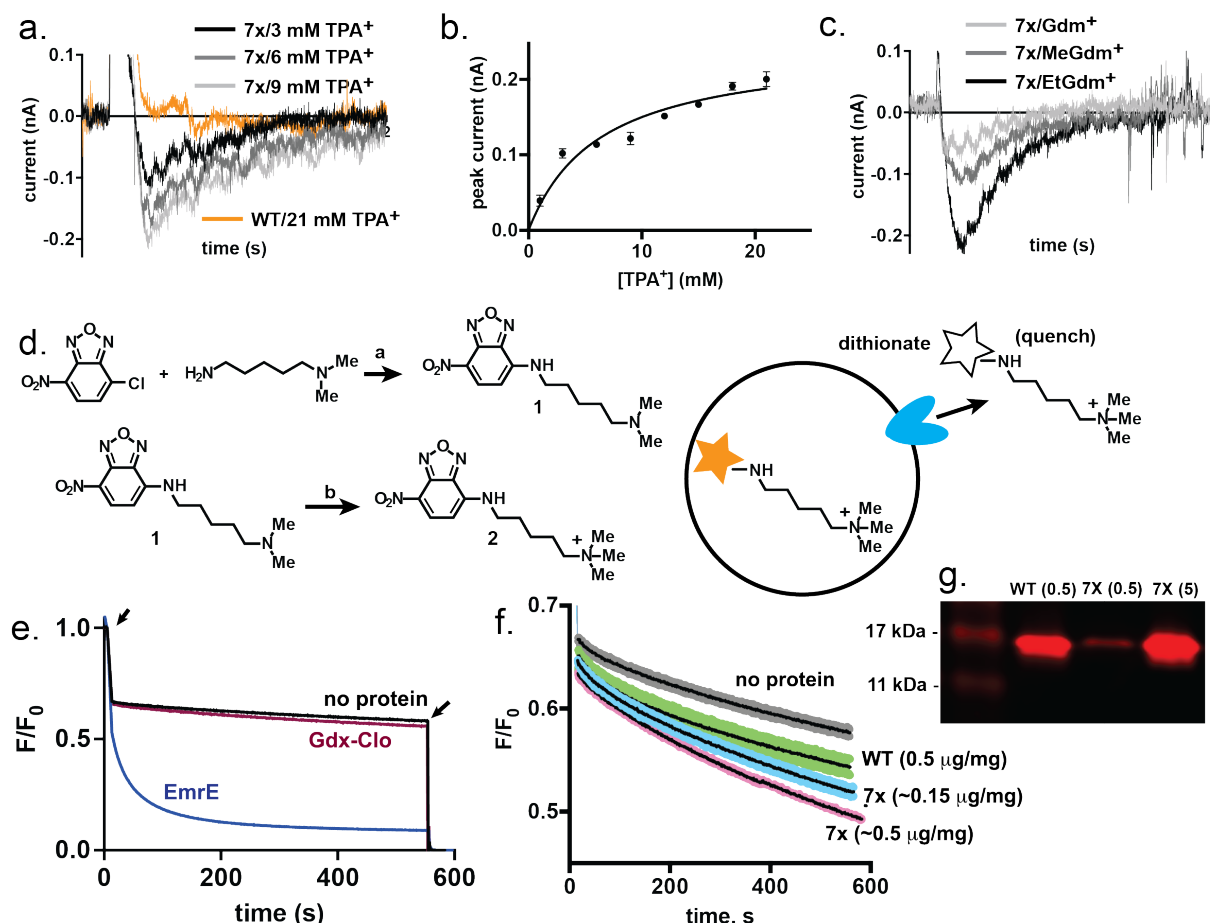 a.
7x/3 mM TPA+
7x/6 mM TPA+
7x/9 mM TPA+
0.1
0.0
-0.1
-0.2
current (nA)
2
WT/21 mM TPA+
time (s)
b.
peak current (nA)
0.2
0.1
0.0
0
10
20
[TPA+] (mM)
c.
7x/Gdm+
7x/MeGdm+
7x/EtGdm+
0.1
0.0
-0.1
-0.2
current (nA)
time (s)
d.
N O N
O2N
Cl
+
H2N
N Me
Me
a
N O N
O2N
NH
1
N Me
Me
N O N
O2N
NH
1
N Me
Me
b
N O N
O2N
NH
2
+
N Me
Me
Me
NH
+
N Me
Me
Me
dithionate
(quench)
NH
+
N Me
Me
Me
e.
F/F0
1.0
0.5
0.0
no protein
Gdx-Clo
EmrE
0
200
400
600
time (s)
f.
F/F0
0.7
0.6
0.5
no protein
WT (0.5 μg/mg)
7x (~0.15 μg/mg)
7x (~0.5 μg/mg)
0
200
400
600
time, s
g.
WT (0.5) 7X (0.5) 7X (5)
17 kDa -
11 kDa -